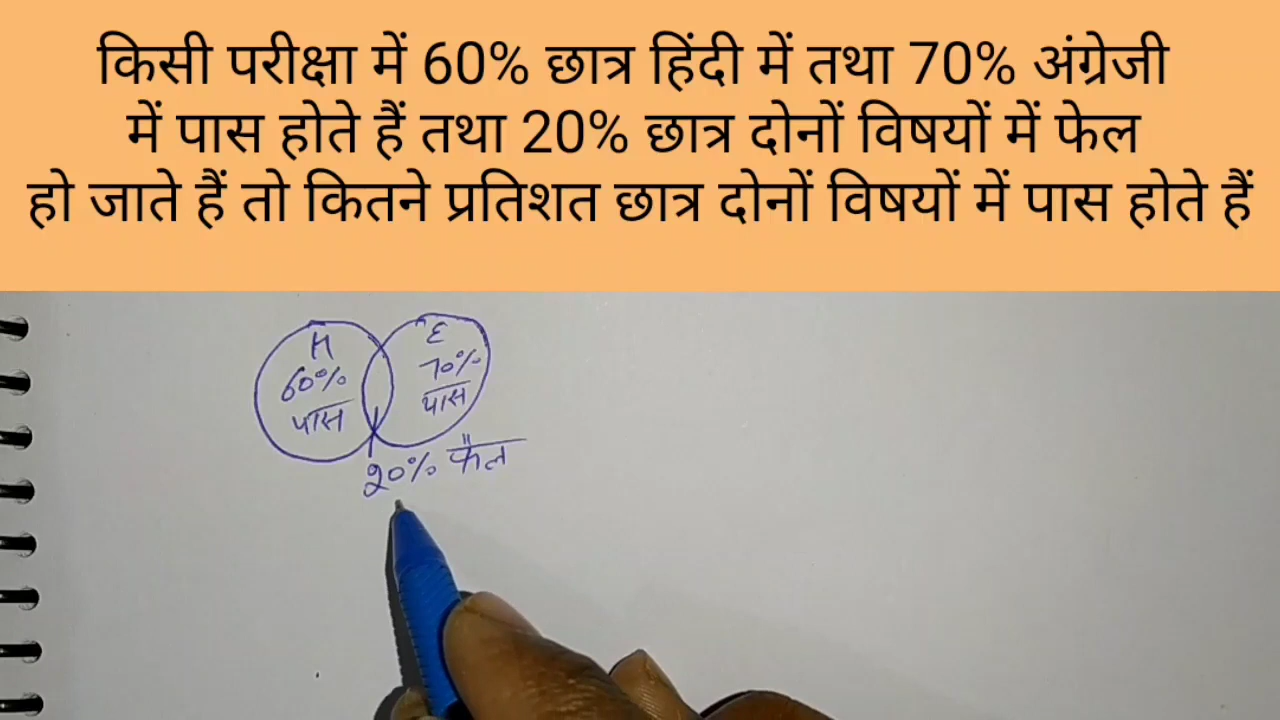 किसी परीक्षा में 60% छात्र हिंदी में तथा 70% अंग्रेजी
में पास होते हैं तथा 20% छात्र दोनों विषयों में फेल
हो जाते हैं तो कितने प्रतिशत छात्र दोनों विषयों में पास होते हैं
H
60%
पास
E
70%
पास
20% फैल